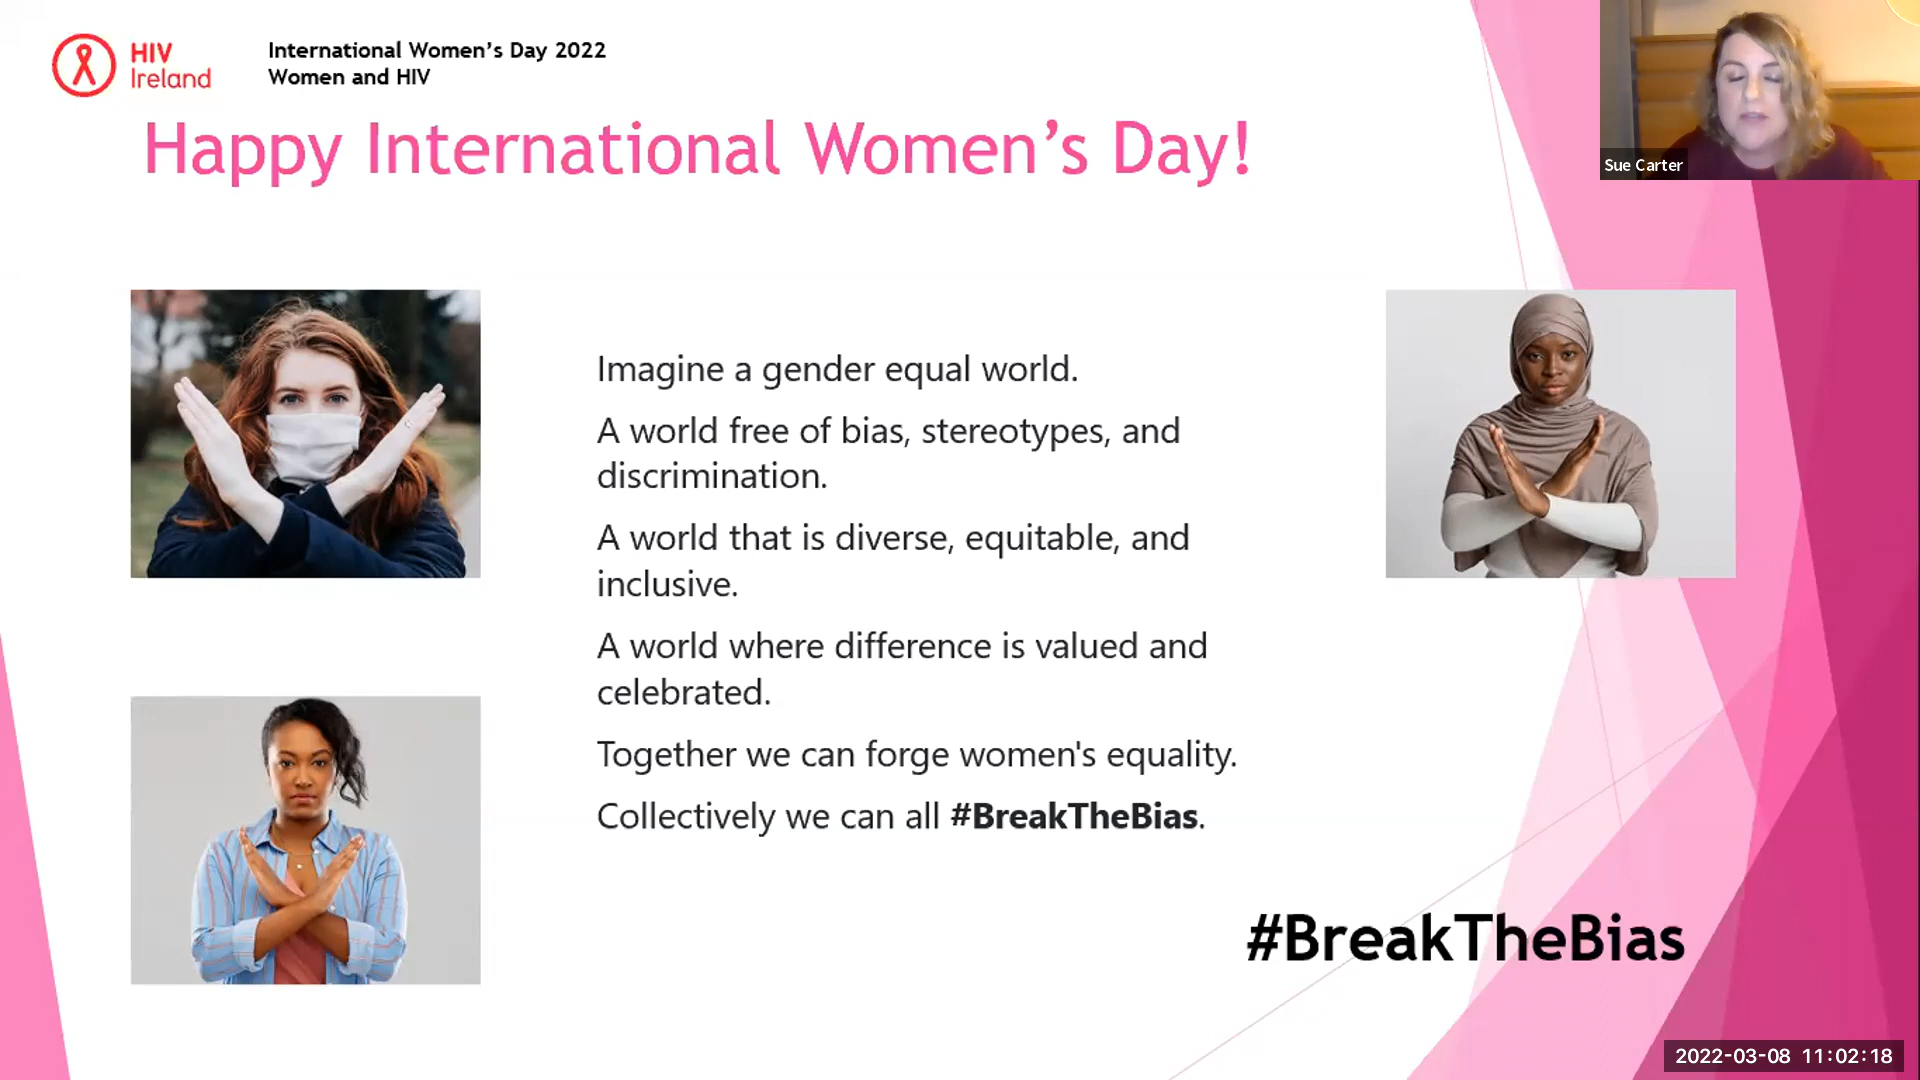 HIV
Ireland
International Women’s Day 2022
Women and HIV
Happy International Women’s Day!
Sue Carter
Imagine a gender equal world.
A world free of bias, stereotypes, and
discrimination.
A world that is diverse, equitable, and
inclusive.
A world where difference is valued and
celebrated.
Together we can forge women's equality.
Collectively we can all #BreakTheBias.
#BreakTheBias
2022-03-08 11:02:18